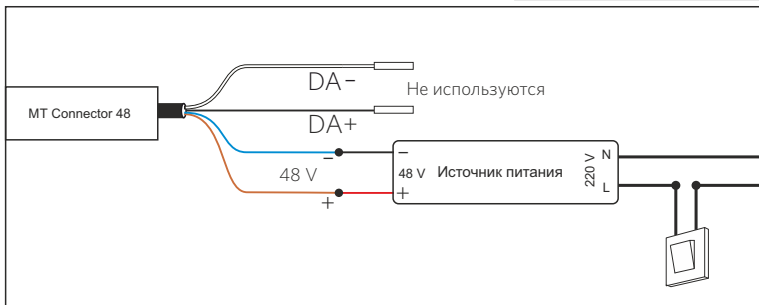 DA-
Не используются
MT Connector 48
DA+
-
48 V
+
-
48 V
+
Источник питания
220 V
N
L